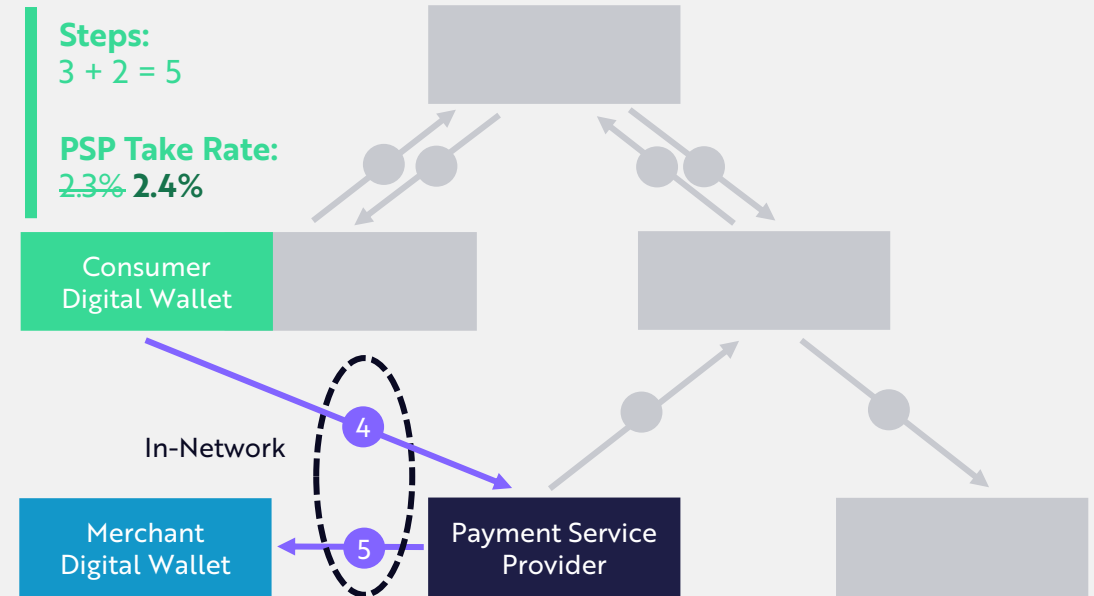 Steps:
3 + 2 = 5
PSP Take Rate:
2.3% 2.4%
Consumer
Digital Wallet
4
In-Network
5
Merchant
Digital Wallet
Payment Service
Provider